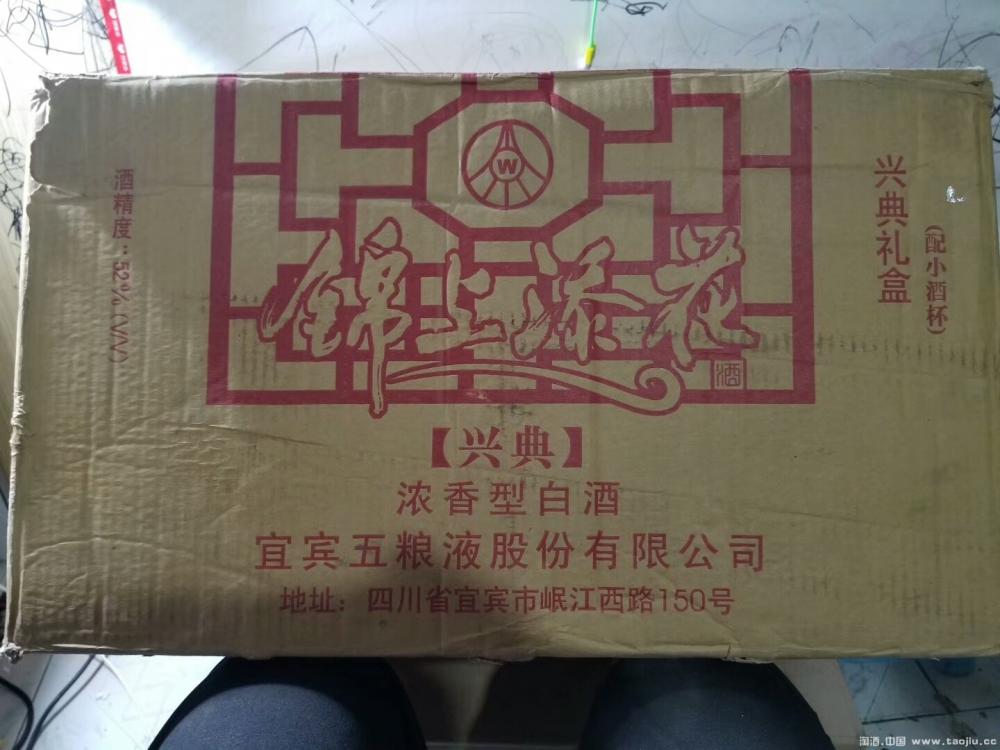 W
酒精度：52%（V/V）
兴典礼盒
（配小酒杯）
锦上添花
酒
【兴典】
浓香型白酒
宜宾五粮液股份有限公司
地址：四川省宜宾市岷江西路150号
淘酒.中国 www.taojiu.cc